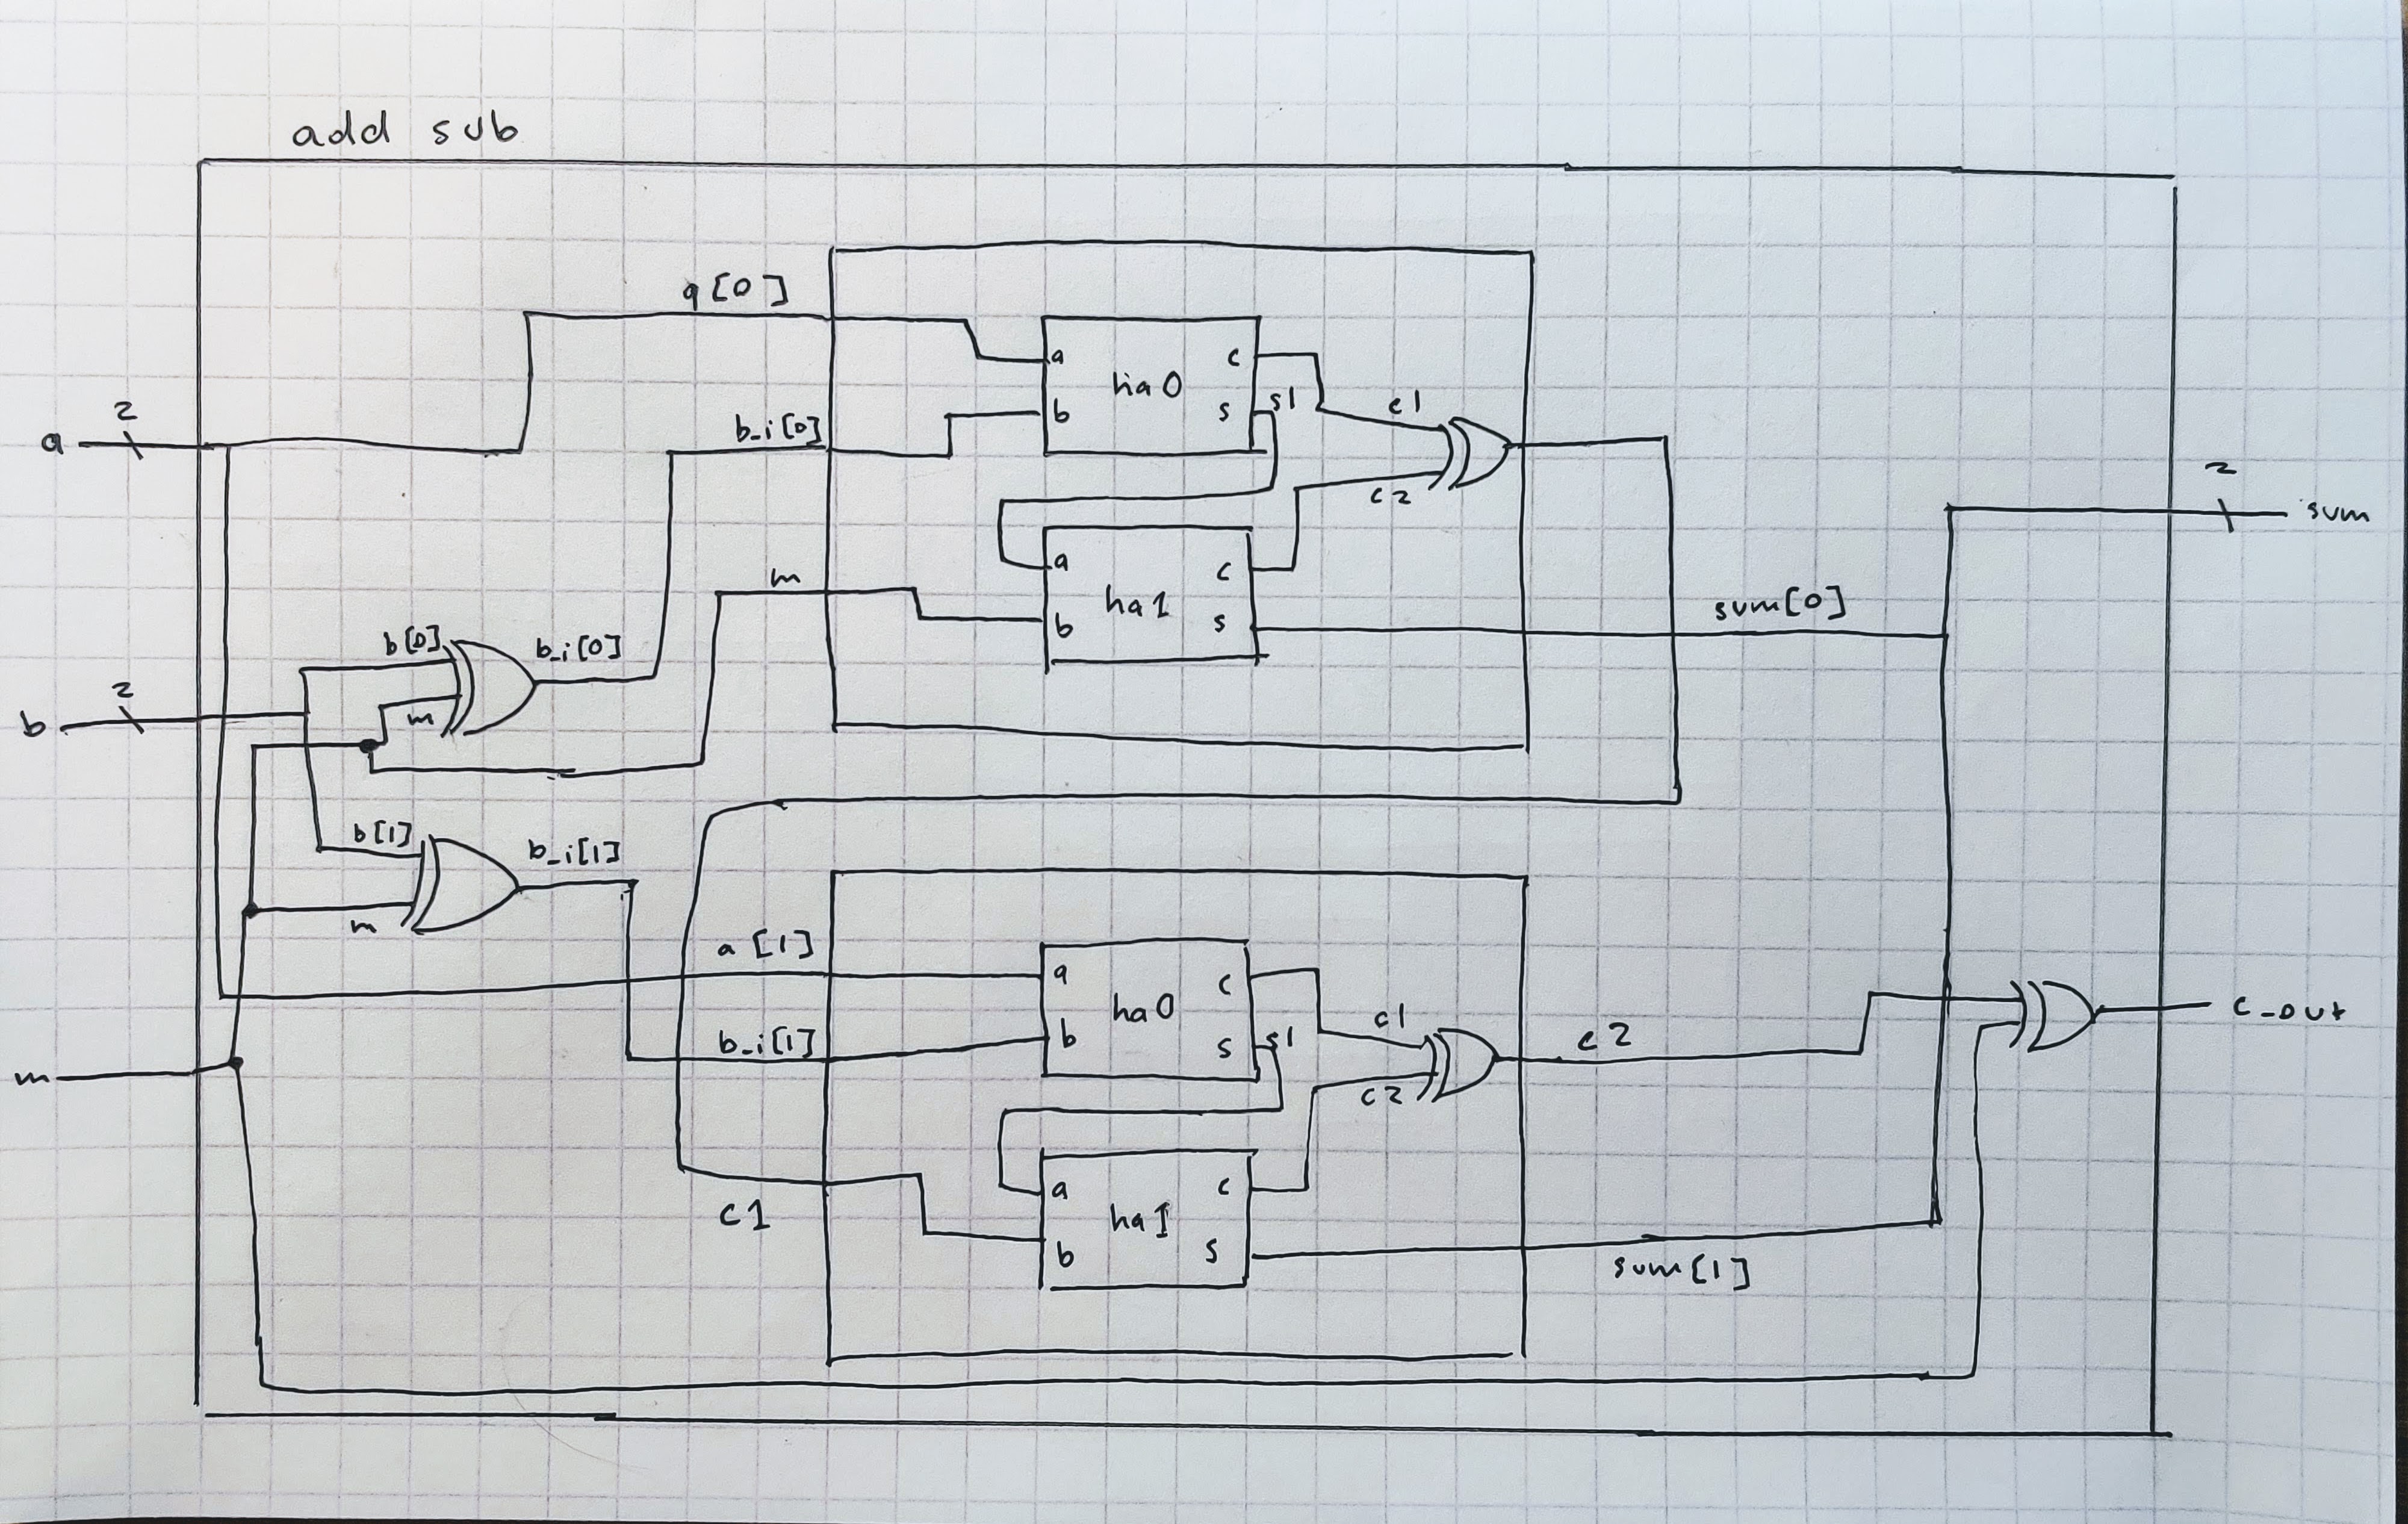 add sub
a
2
b
2
m
a[0]
b_i[0]
m
b[0]
m
b_i[0]
b[1]
m
b_i[1]
a
b
ha0
c
s
s1
c1
c2
a
b
ha1
c
s
sum[0]
2
sum
a[1]
b_i[1]
c1
a
b
ha0
c
s
s1
c1
c2
a
b
ha1
c
s
c2
sum[1]
c_out